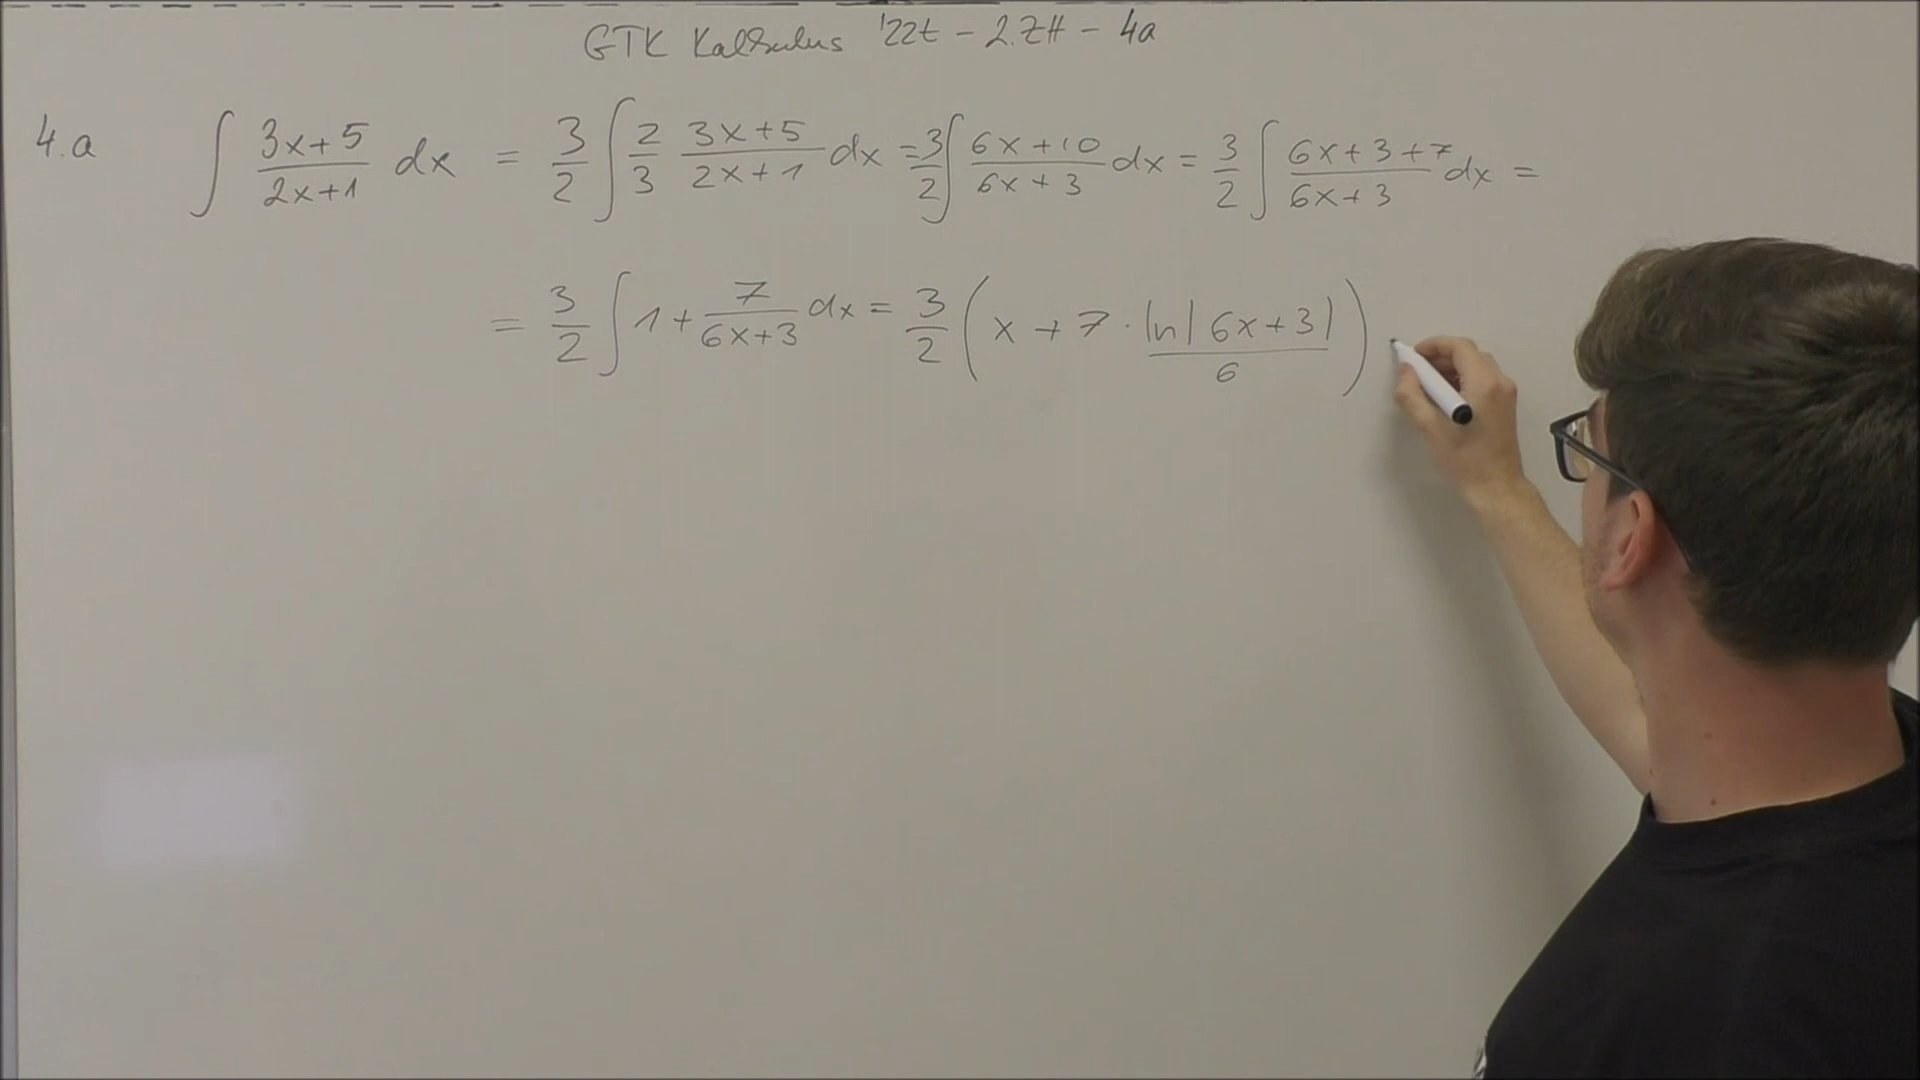 GTK Kalkulus '22t - 2.ZH - 4a
4.a ∫ (3x+5)/(2x+1) dx = 3/2 ∫ 2/3 (3x+5)/(2x+1) dx = 3/2 ∫ (6x+10)/(6x+3) dx = 3/2 ∫ (6x+3+7)/(6x+3) dx =
= 3/2 ∫ 1 + 7/(6x+3) dx = 3/2 ( x + 7 · ln|6x+3|/6 )